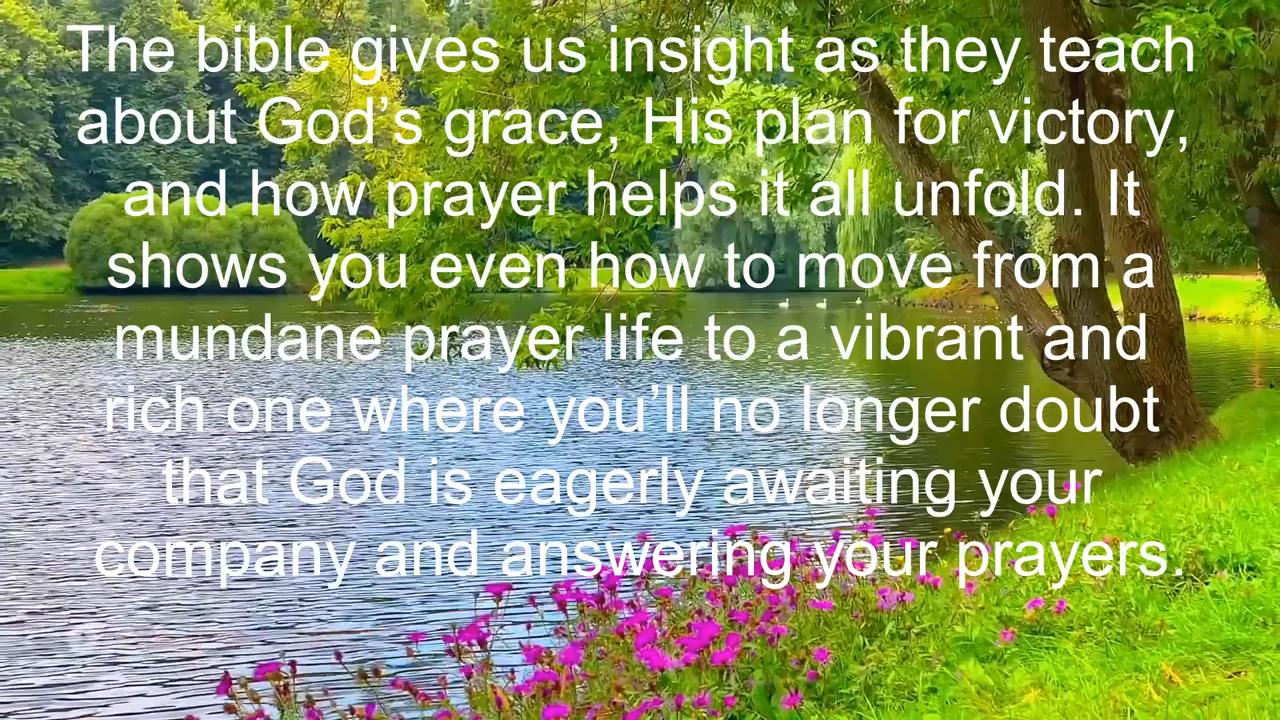 The bible gives us insight as they teach
about God’s grace, His plan for victory,
and how prayer helps it all unfold. It
shows you even how to move from a
mundane prayer life to a vibrant and
rich one where you’ll no longer doubt
that God is eagerly awaiting your
company and answering your prayers.